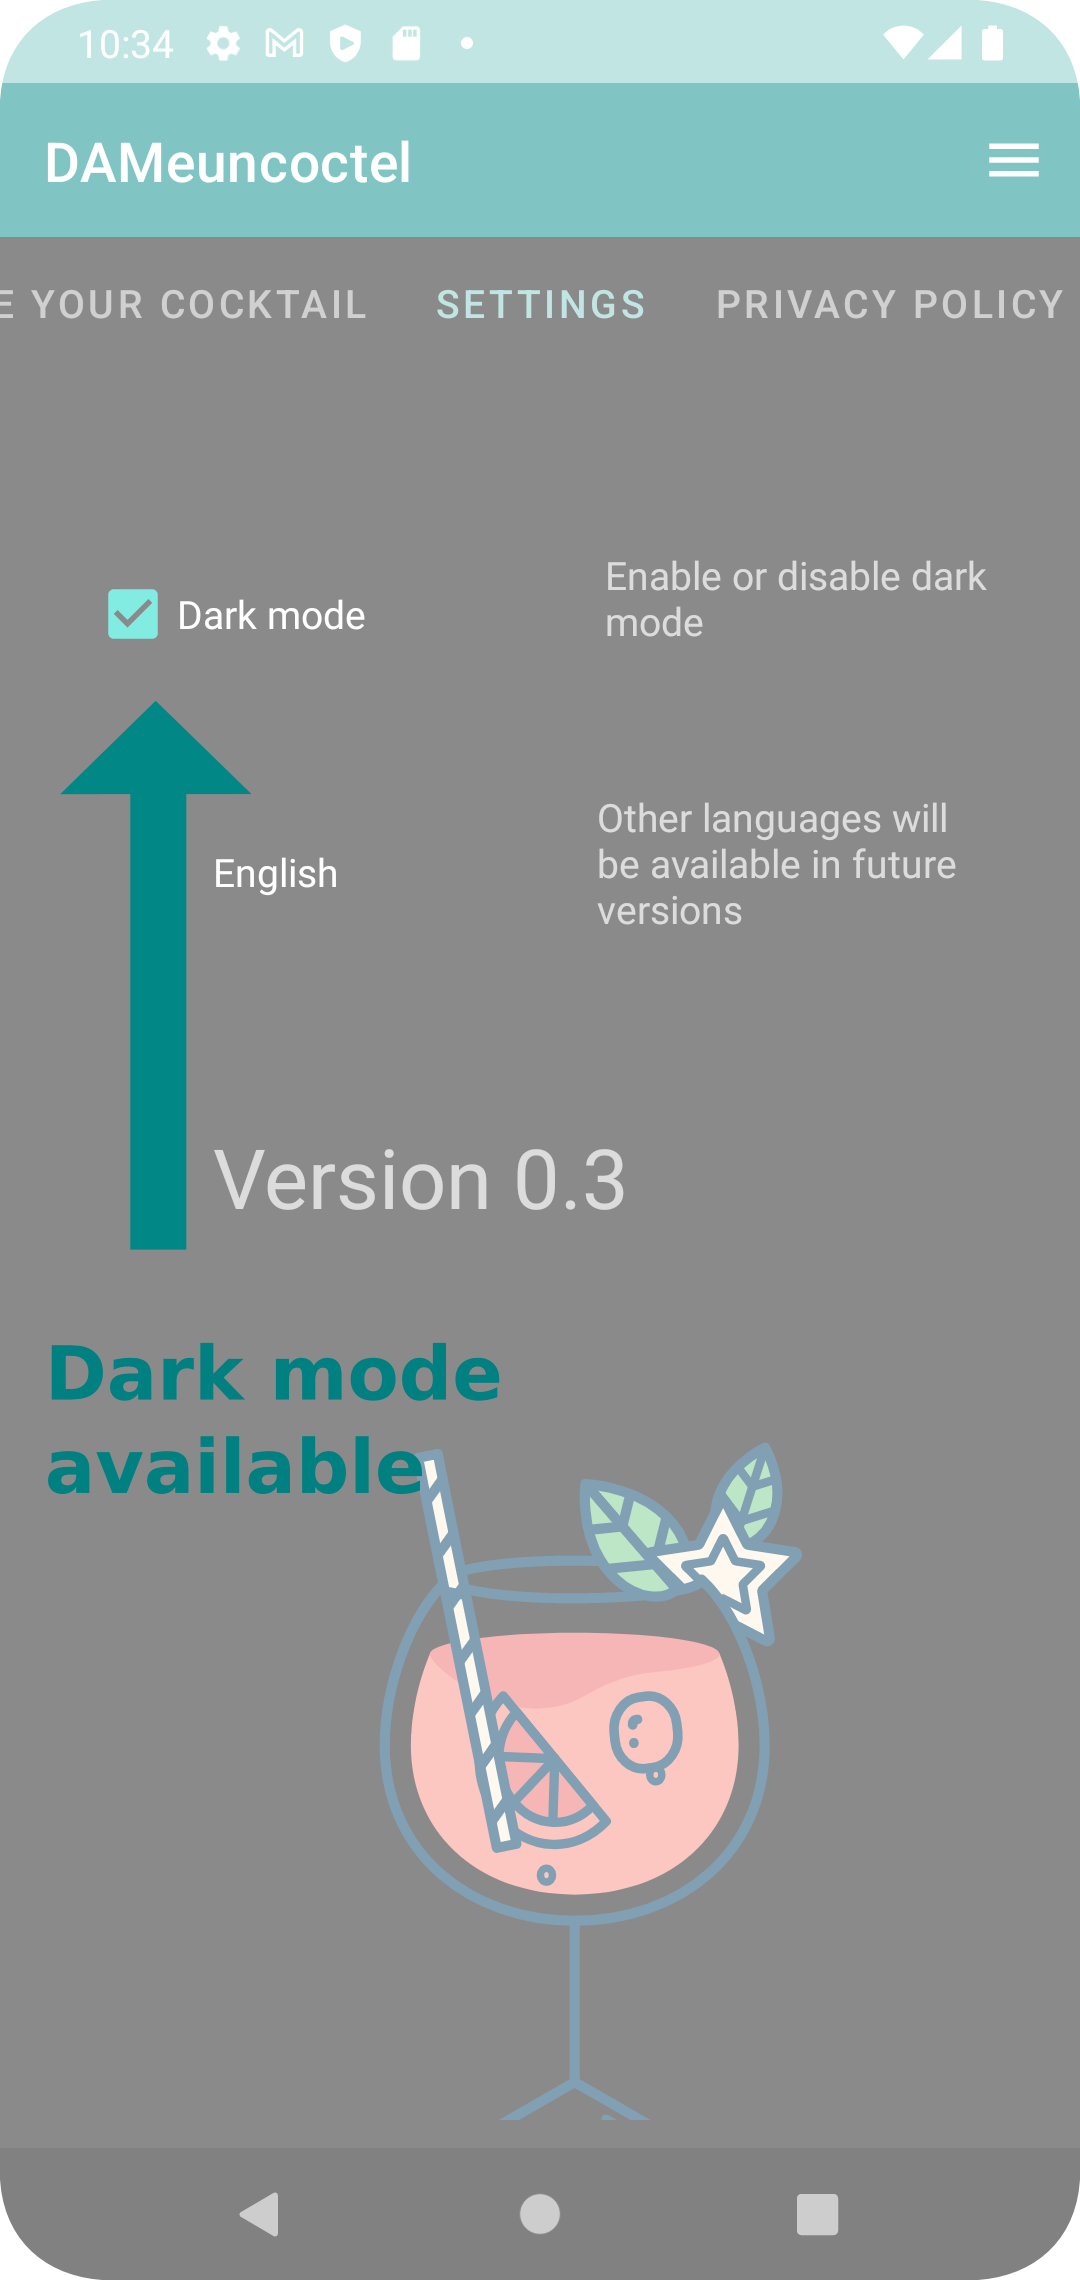 10:34
DAMeuncoctel
E YOUR COCKTAIL SETTINGS PRIVACY POLICY
Dark mode
Enable or disable dark
mode
English
Other languages will
be available in future
versions
Version 0.3
Dark mode
available